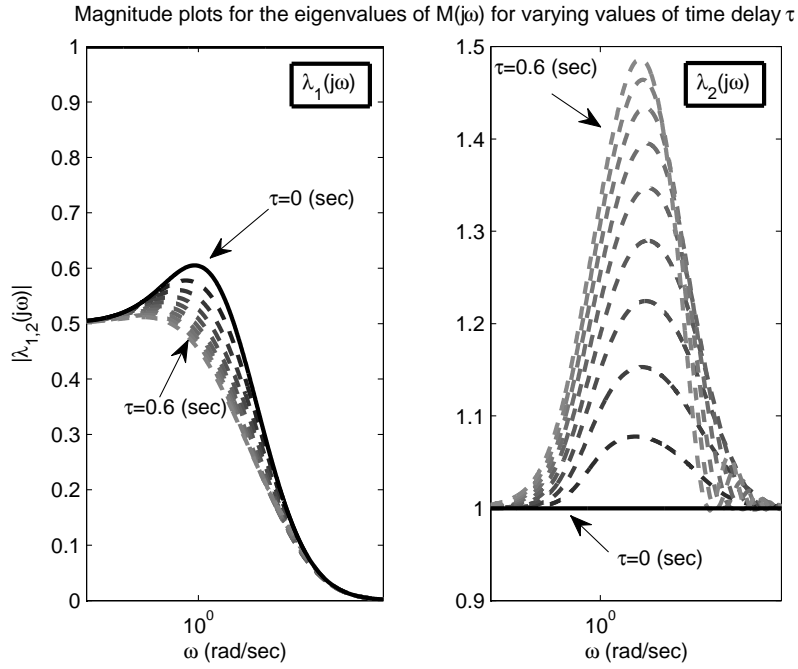 Magnitude plots for the eigenvalues of M(jω) for varying values of time delay τ
|λ1,2(jω)|
1
0.9
0.8
0.7
0.6
0.5
0.4
0.3
0.2
0.1
0
λ1(jω)
τ=0 (sec)
τ=0.6 (sec)
10^0
ω (rad/sec)
1.5
1.4
1.3
1.2
1.1
1
0.9
τ=0.6 (sec)
λ2(jω)
τ=0 (sec)
10^0
ω (rad/sec)